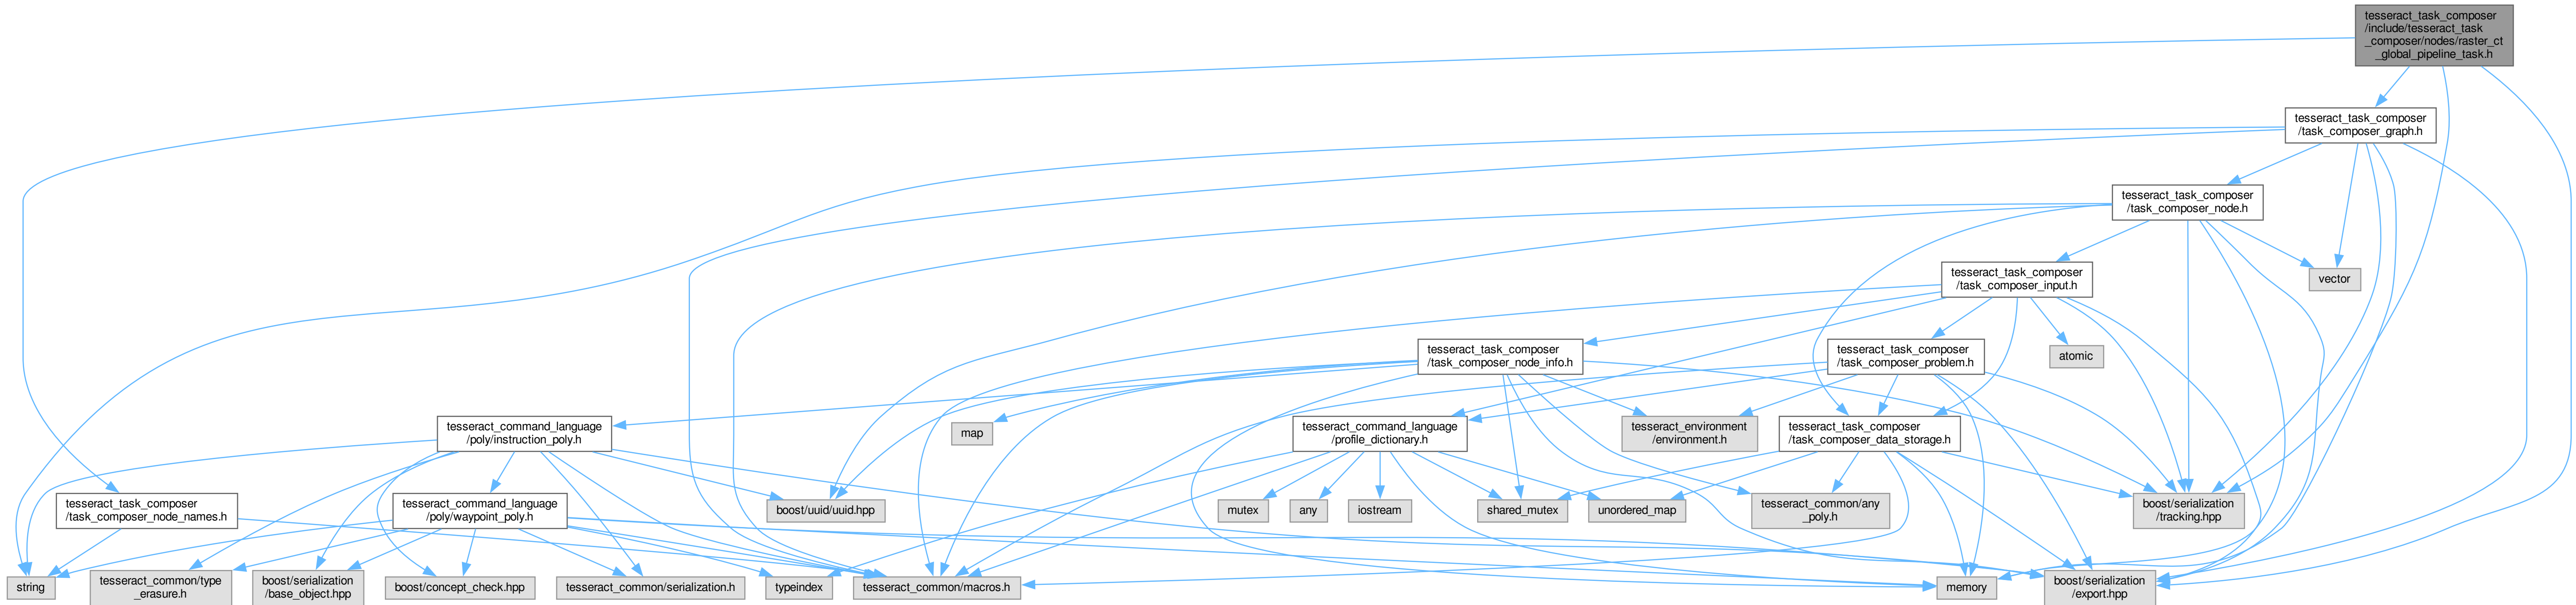 tesseract_task_composer
/include/tesseract_task
_composer/nodes/raster_ct
_global_pipeline_task.h
tesseract_task_composer
/task_composer_graph.h
tesseract_task_composer
/task_composer_node.h
tesseract_task_composer
/task_composer_input.h
vector
tesseract_task_composer
/task_composer_node_info.h
tesseract_task_composer
/task_composer_problem.h
atomic
tesseract_command_language
/poly/instruction_poly.h
map
tesseract_command_language
/profile_dictionary.h
tesseract_environment
/environment.h
tesseract_task_composer
/task_composer_data_storage.h
tesseract_task_composer
/task_composer_node_names.h
tesseract_command_language
/poly/waypoint_poly.h
boost/uuid/uuid.hpp
mutex
any
iostream
shared_mutex
unordered_map
tesseract_common/any
_poly.h
boost/serialization
/tracking.hpp
string
tesseract_common/type
_erasure.h
boost/serialization
/base_object.hpp
boost/concept_check.hpp
tesseract_common/serialization.h
typeindex
tesseract_common/macros.h
memory
boost/serialization
/export.hpp